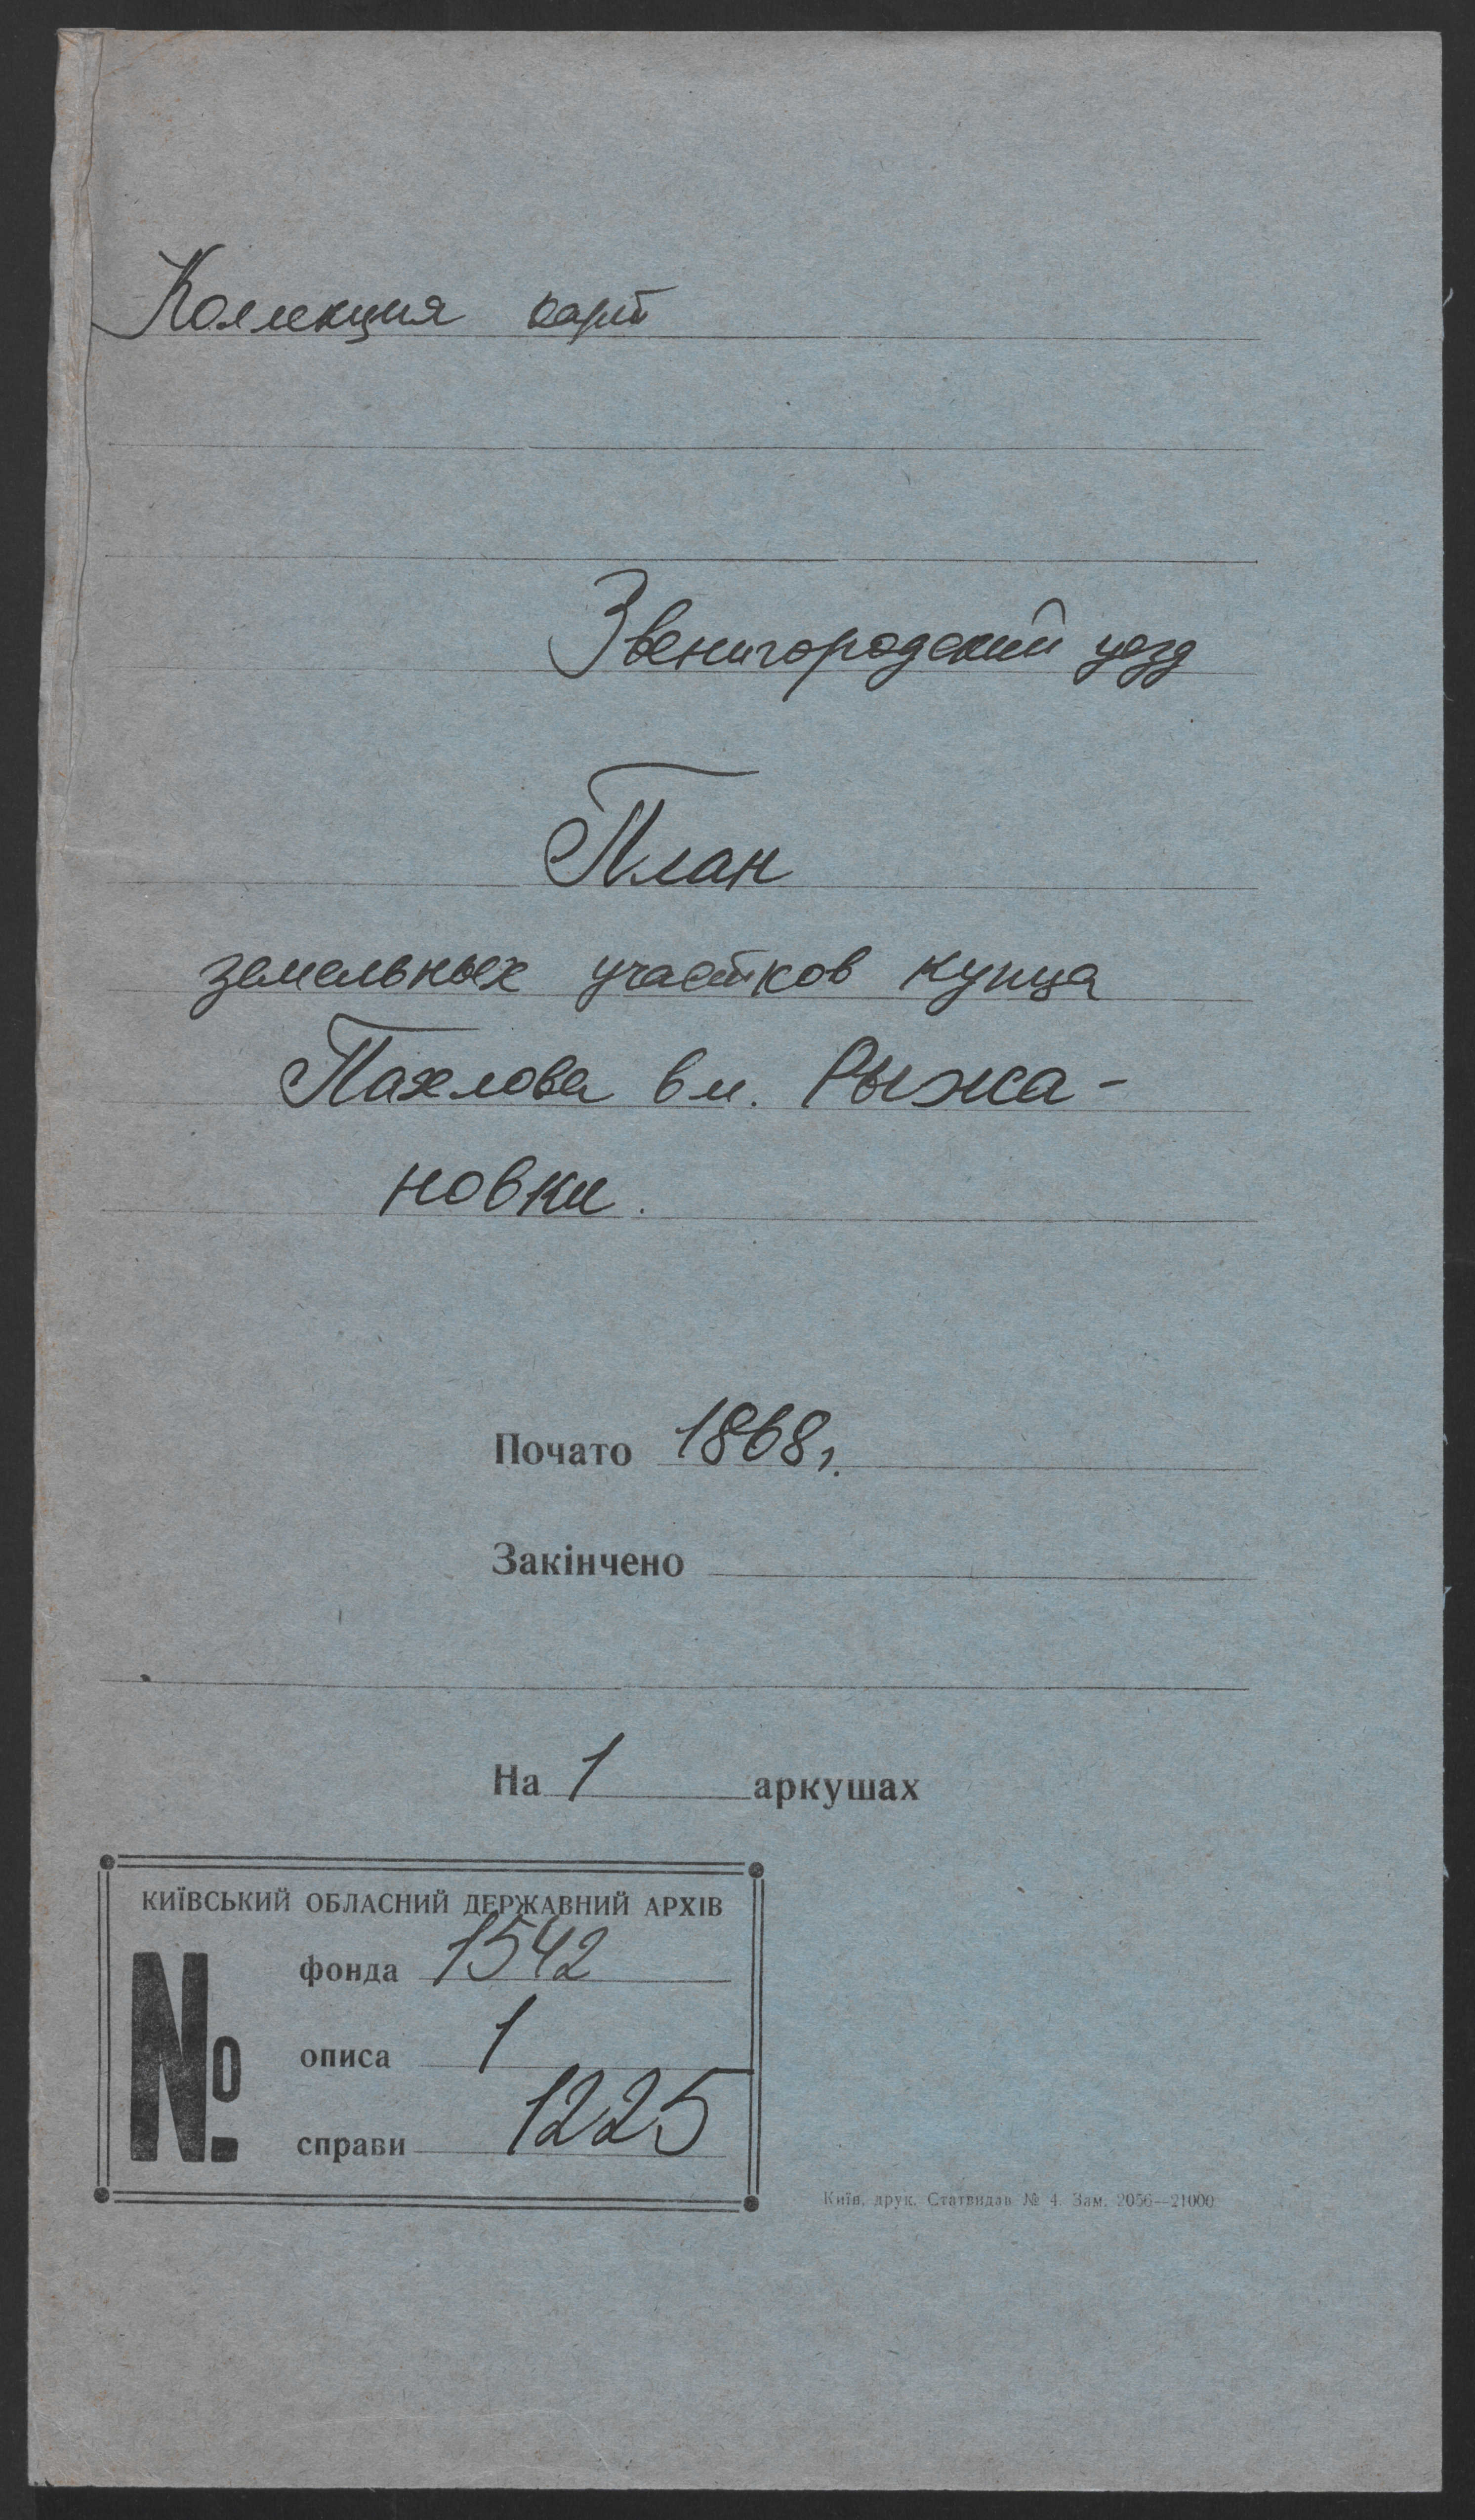 Коллекция карт
Звенигородский уезд
План
земельных участков купца
Пахлова в м. Рыжа-
новки.
Почато 1868 г.
Закінчено
На 1 аркушах
КИЇВСЬКИЙ ОБЛАСНИЙ ДЕРЖАВНИЙ АРХІВ
№
фонда 1542
описа 1
справи 1225
Київ, друк. Статвидав № 4. Зам. 2056—21000